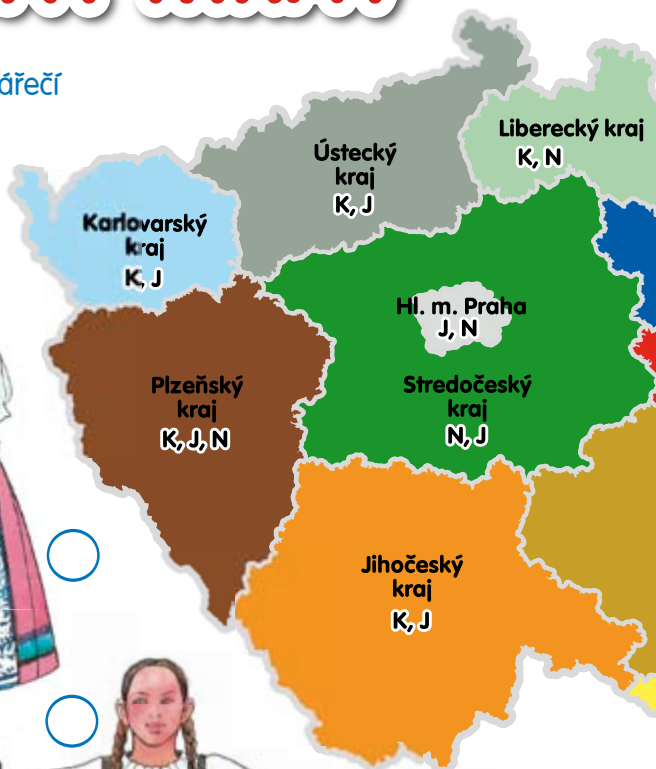 ářečí
Ústecký
kraj
K, J
Liberecký kraj
K, N
Karlovarský
kraj
K, J
Hl. m. Praha
J, N
Plzeňský
kraj
K, J, N
Stredočeský
kraj
N, J
Jihočeský
kraj
K, J